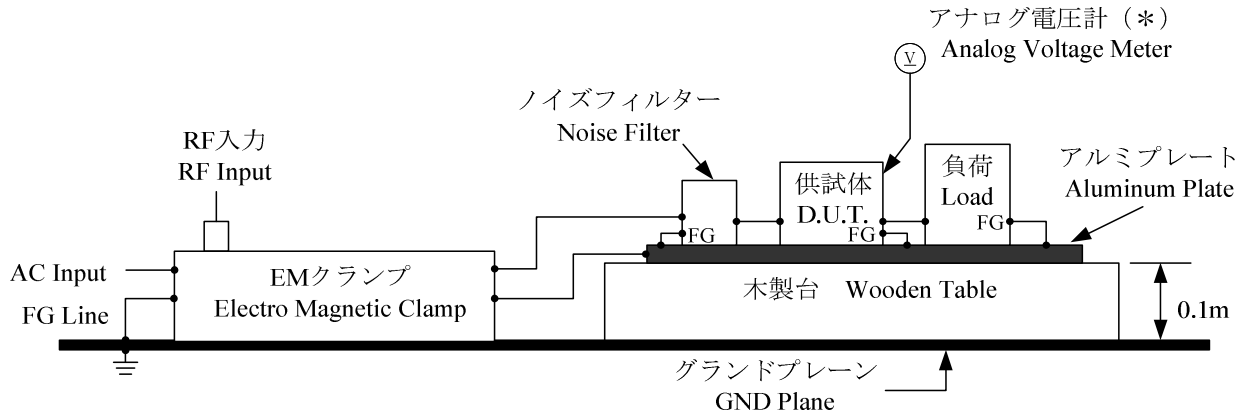 アナログ電圧計(*)
Analog Voltage Meter
V
ノイズフィルター
Noise Filter
RF入力
RF Input
供試体
D.U.T.
負荷
Load
アルミプレート
Aluminum Plate
FG
FG
FG
AC Input
FG Line
EMクランプ
Electro Magnetic Clamp
木製台 Wooden Table
0.1m
グランドプレーン
GND Plane